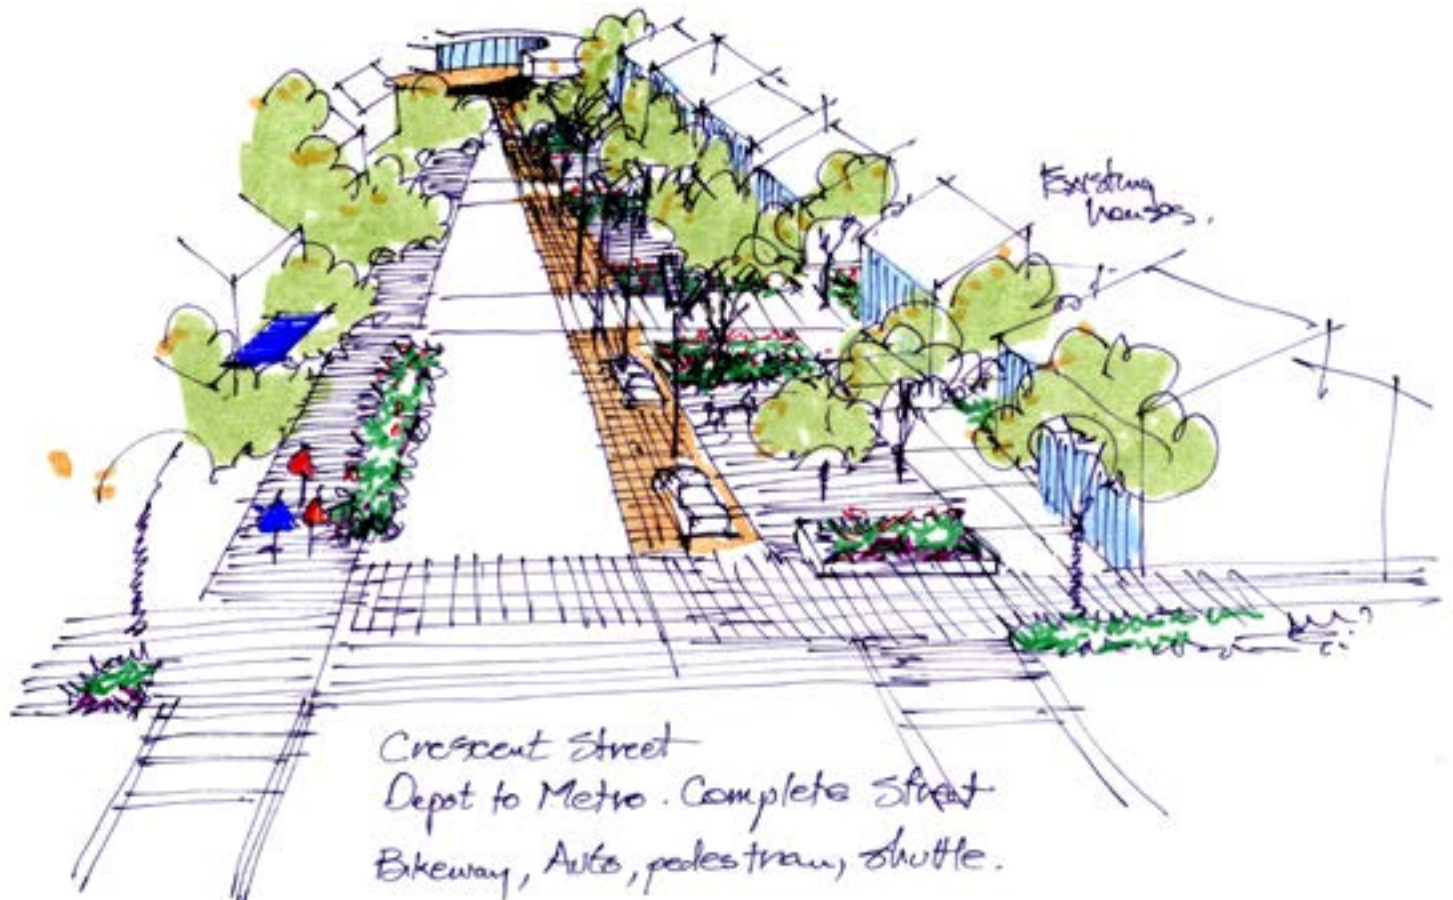 Existing
houses.
Crescent Street
Depot to Metro. Complete Street
Bikeway, Auto, pedestrian, shuttle.